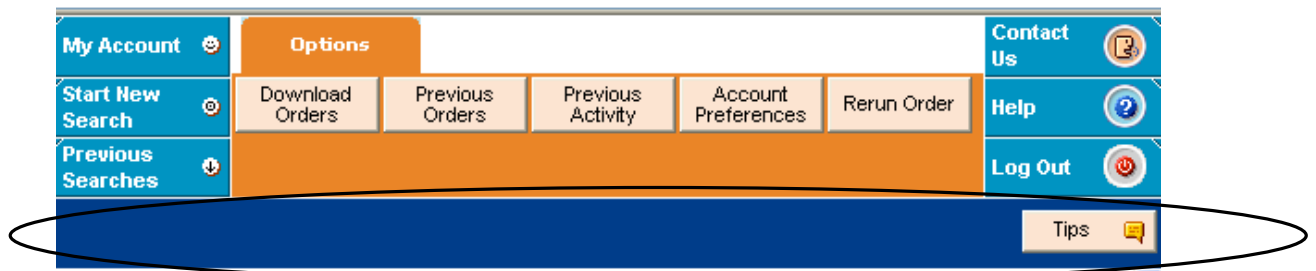 My Account
Options
Contact
Us
Start New
Search
Download
Orders
Previous
Orders
Previous
Activity
Account
Preferences
Rerun Order
Help
Previous
Searches
Log Out
Tips